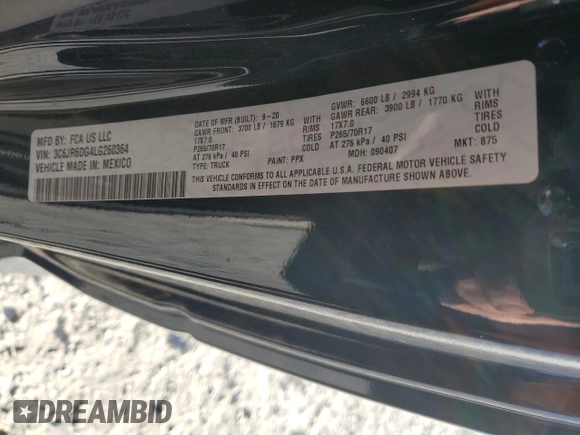 MFD BY: FCA US LLC
VIN: 3C6JR6DG4LG260364
VEHICLE MADE IN: MEXICO
DATE OF MFR (BUILT): 9-20
GAWR FRONT: 3700 LB / 1679 KG
17X7.0
P265/70R17
AT 276 kPa / 40 PSI
TYPE: TRUCK
WITH
RIMS
TIRES
COLD
PAINT: PPX
GVWR: 6600 LB / 2994 KG
GAWR REAR: 3900 LB / 1770 KG
17X7.0
P265/70R17
AT 276 kPa / 40 PSI
MDH: 090407
WITH
RIMS
TIRES
COLD
MKT: 875
CONFORMS TO ALL APPLICABLE U.S.A. FEDERAL MOTOR VEHICLE SAFETY
STANDARDS IN EFFECT ON THE DATE OF MANUFACTURE SHOWN ABOVE.
DREAMBID